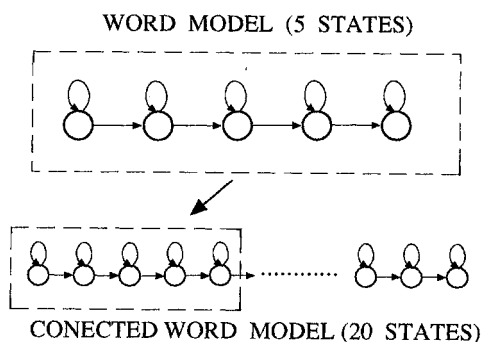 WORD MODEL (5 STATES)
CONECTED WORD MODEL (20 STATES)